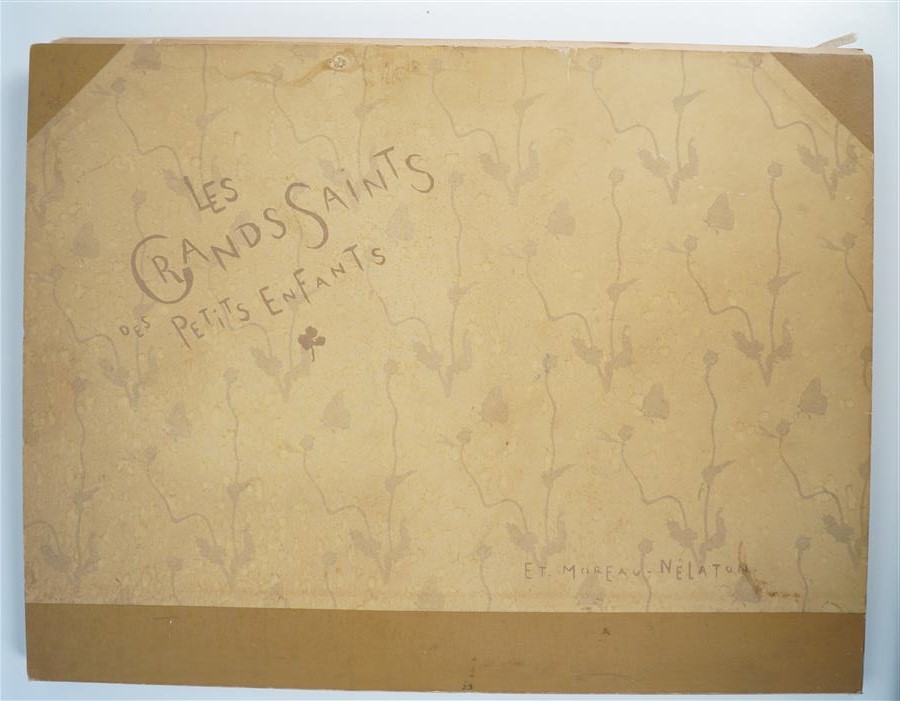 LES
GRANDS SAINTS
DES PETITS ENFANTS
ET. MOREAU-NÉLATON.